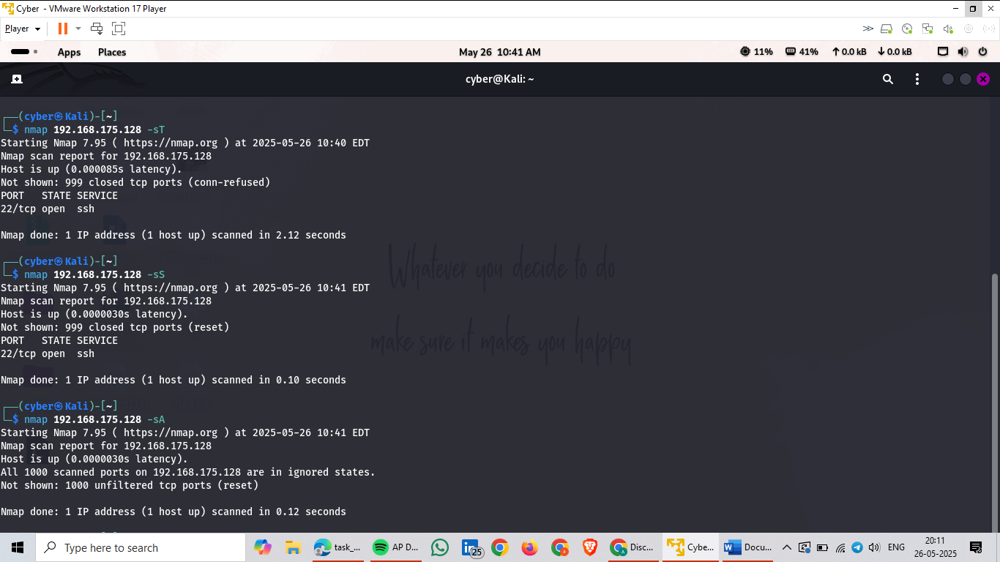 Cyber - VMware Workstation 17 Player
Player
Apps Places May 26 10:41 AM 11% 41% 0.0 kB 0.0 kB
cyber@Kali: ~
┌──(cyber㉿Kali)-[~]
└─$ nmap 192.168.175.128 -sT
Starting Nmap 7.95 ( https://nmap.org ) at 2025-05-26 10:40 EDT
Nmap scan report for 192.168.175.128
Host is up (0.000085s latency).
Not shown: 999 closed tcp ports (conn-refused)
PORT   STATE SERVICE
22/tcp open  ssh
Nmap done: 1 IP address (1 host up) scanned in 2.12 seconds
┌──(cyber㉿Kali)-[~]
└─$ nmap 192.168.175.128 -sS
Starting Nmap 7.95 ( https://nmap.org ) at 2025-05-26 10:41 EDT
Nmap scan report for 192.168.175.128
Host is up (0.0000030s latency).
Not shown: 999 closed tcp ports (reset)
PORT   STATE SERVICE
22/tcp open  ssh
Nmap done: 1 IP address (1 host up) scanned in 0.10 seconds
┌──(cyber㉿Kali)-[~]
└─$ nmap 192.168.175.128 -sA
Starting Nmap 7.95 ( https://nmap.org ) at 2025-05-26 10:41 EDT
Nmap scan report for 192.168.175.128
Host is up (0.0000030s latency).
All 1000 scanned ports on 192.168.175.128 are in ignored states.
Not shown: 1000 unfiltered tcp ports (reset)
Nmap done: 1 IP address (1 host up) scanned in 0.12 seconds
Whatever you decide to do
make sure it makes you happy
Type here to search
task_...
AP D...
25
Disc...
Cybe...
Docu...
ENG
20:11
26-05-2025